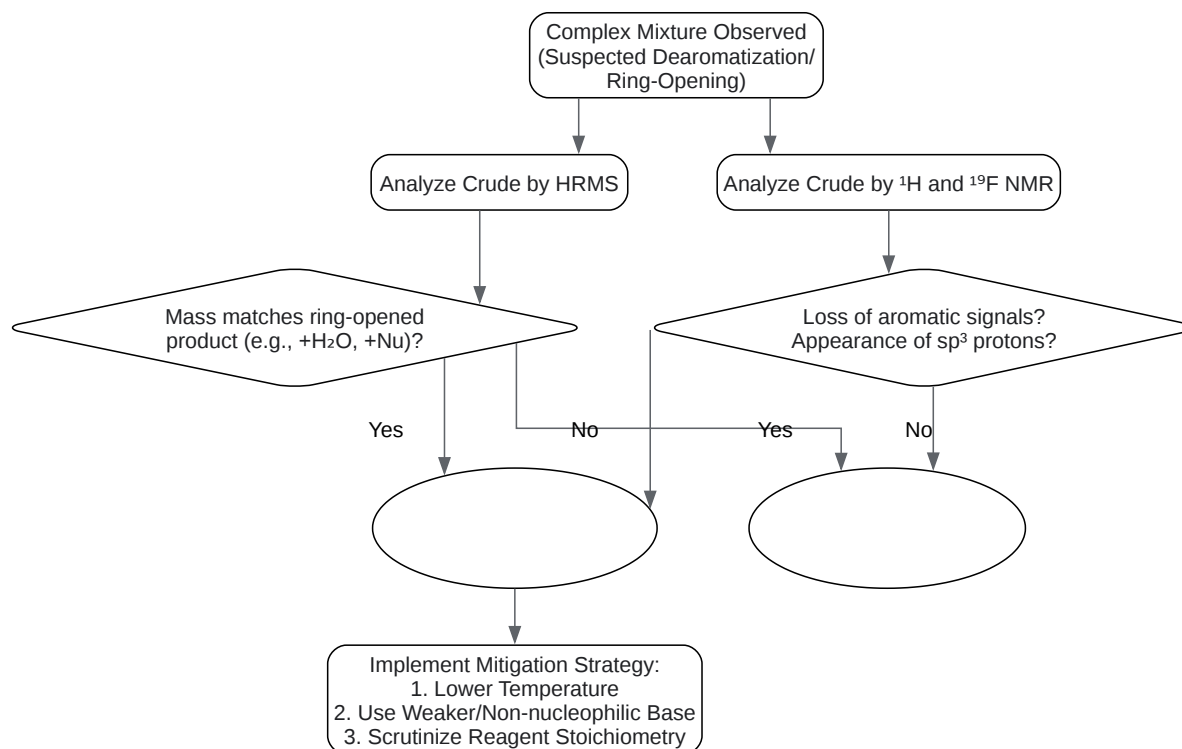 Complex Mixture Observed
(Suspected Dearomatization/
Ring-Opening)
Analyze Crude by HRMS
Analyze Crude by ¹H and ¹⁹F NMR
Mass matches ring-opened
product (e.g., +H₂O, +Nu)?
Loss of aromatic signals?
Appearance of sp³ protons?
Yes
No
Yes
No
Implement Mitigation Strategy:
1. Lower Temperature
2. Use Weaker/Non-nucleophilic Base
3. Scrutinize Reagent Stoichiometry